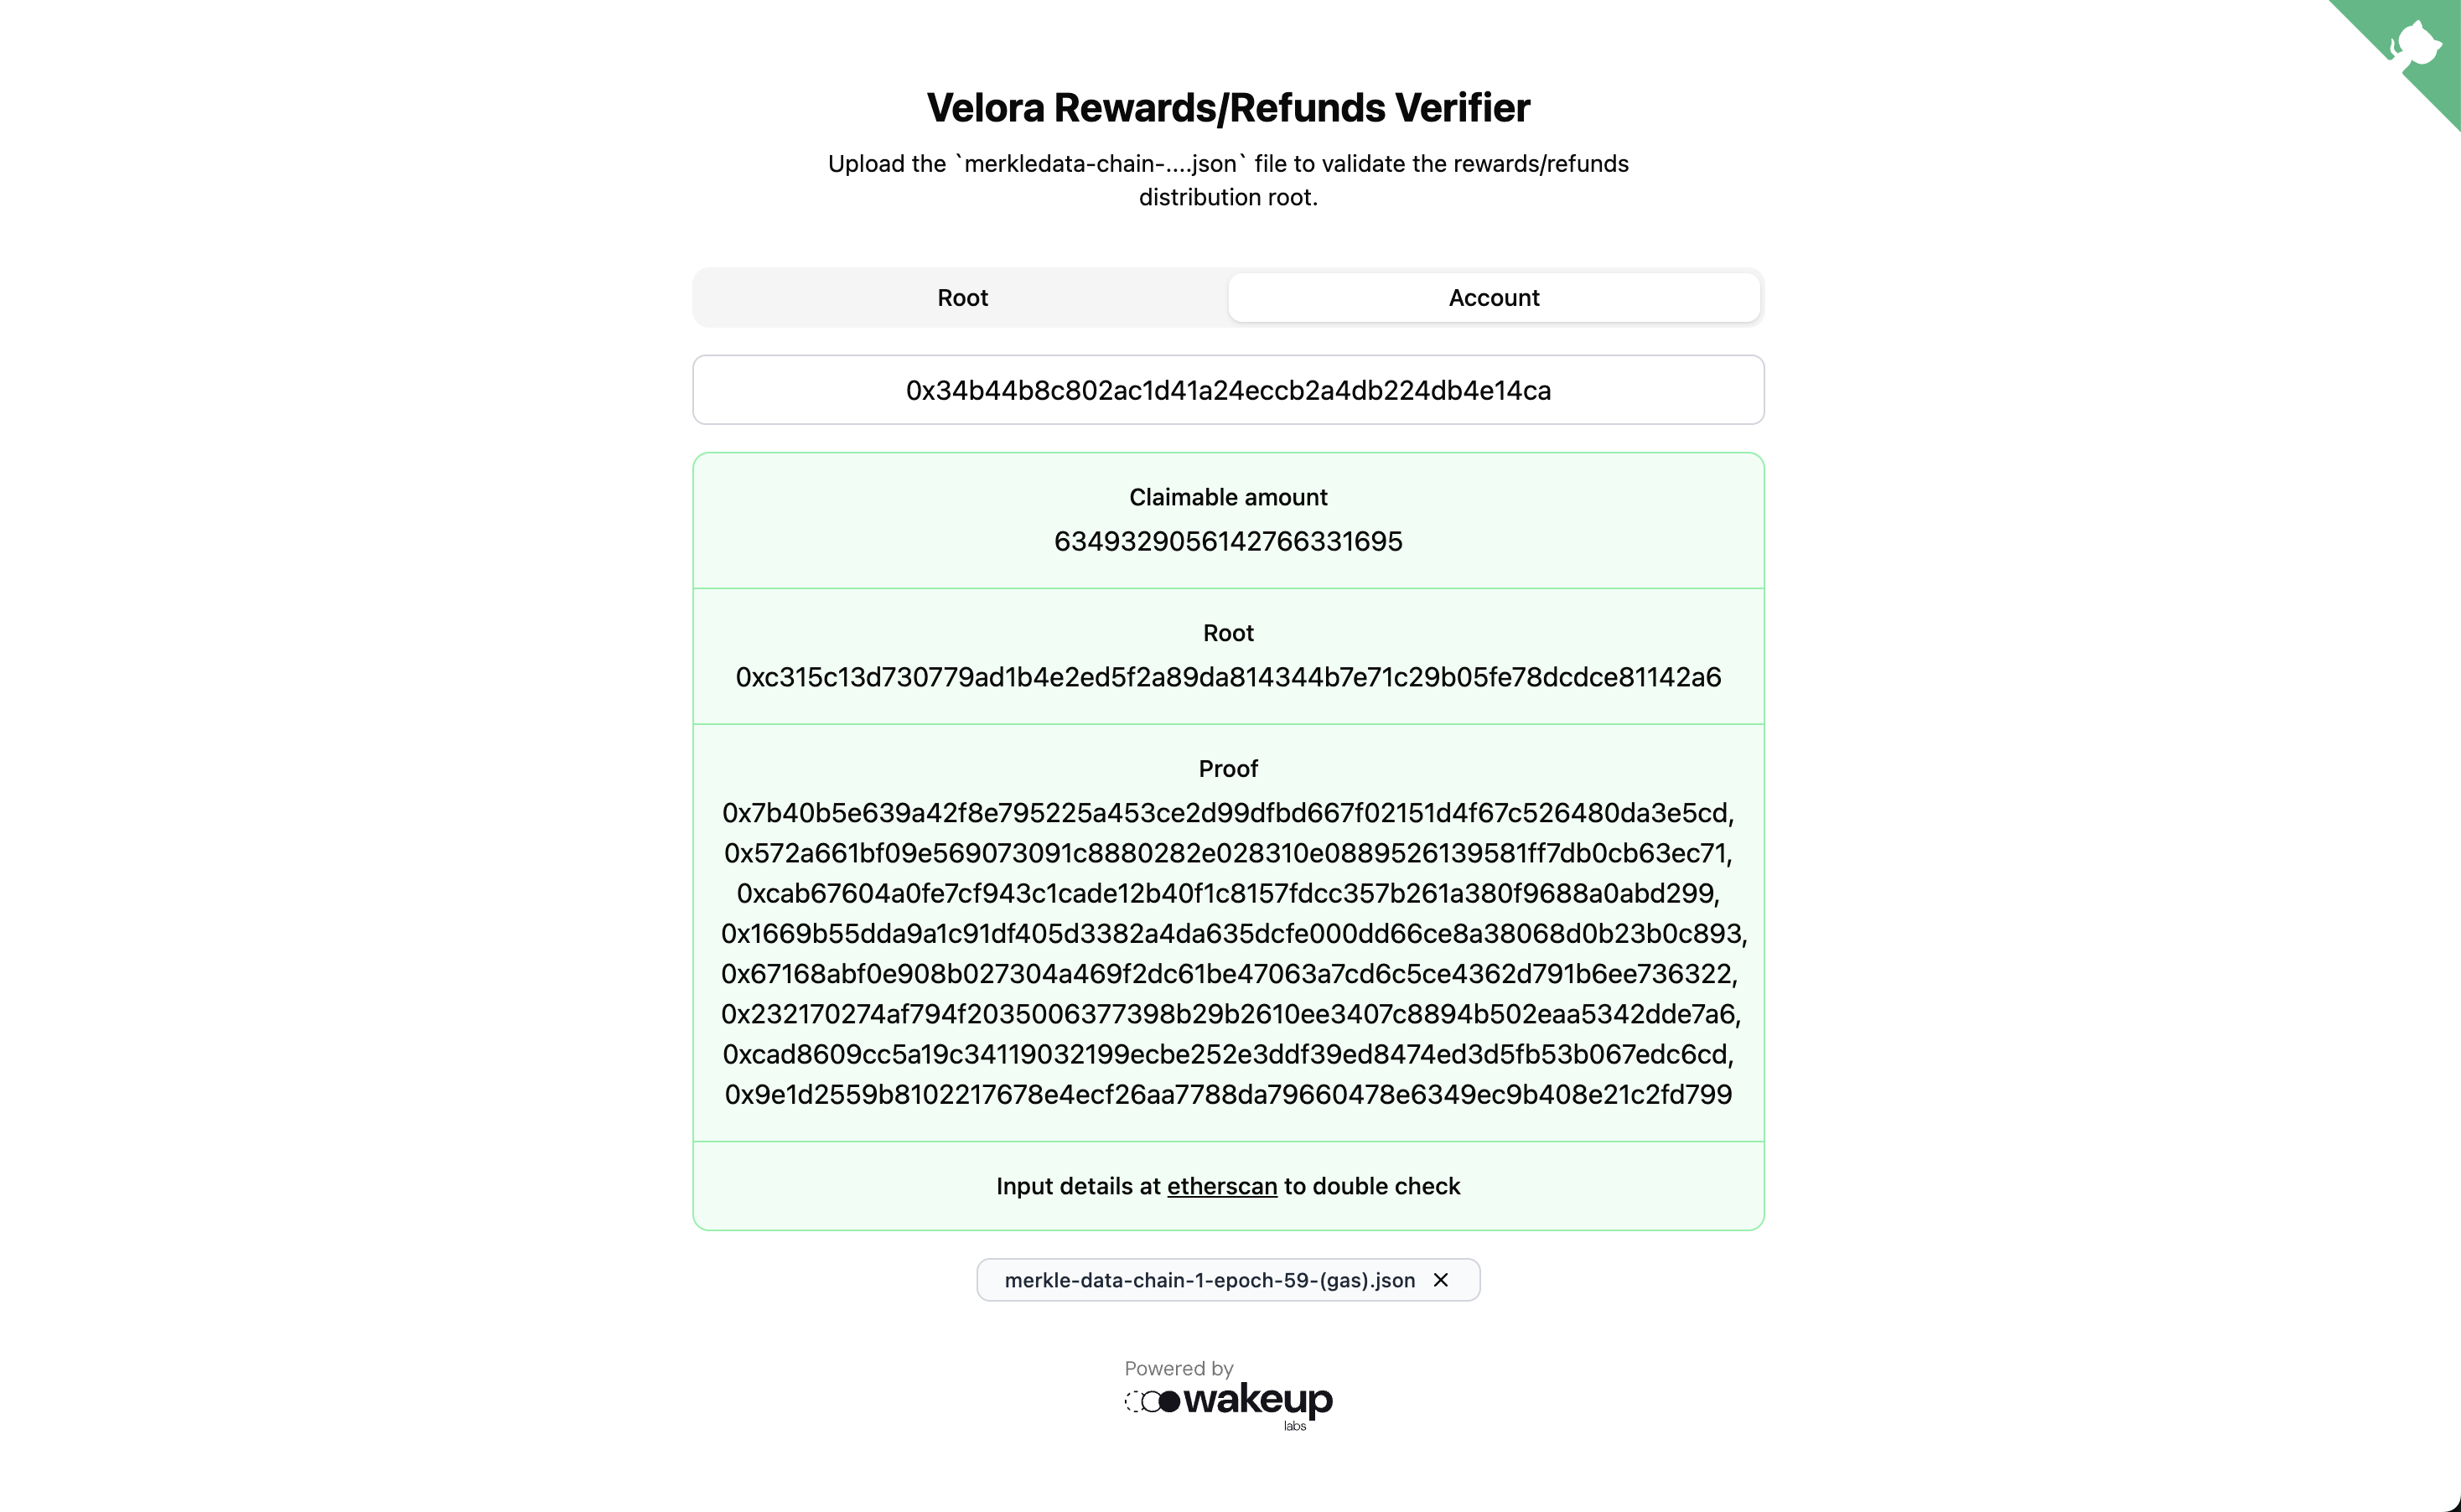 Velora Rewards/Refunds Verifier
Upload the `merkledata-chain-....json` file to validate the rewards/refunds
distribution root.
Root
Account
0x34b44b8c802ac1d41a24eccb2a4db224db4e14ca
Claimable amount
6349329056142766331695
Root
0xc315c13d730779ad1b4e2ed5f2a89da814344b7e71c29b05fe78dcdce81142a6
Proof
0x7b40b5e639a42f8e795225a453ce2d99dfbd667f02151d4f67c526480da3e5cd,
0x572a661bf09e569073091c8880282e028310e0889526139581ff7db0cb63ec71,
0xcab67604a0fe7cf943c1cade12b40f1c8157fdcc357b261a380f9688a0abd299,
0x1669b55dda9a1c91df405d3382a4da635dcfe000dd66ce8a38068d0b23b0c893,
0x67168abf0e908b027304a469f2dc61be47063a7cd6c5ce4362d791b6ee736322,
0x232170274af794f2035006377398b29b2610ee3407c8894b502eaa5342dde7a6,
0xcad8609cc5a19c34119032199ecbe252e3ddf39ed8474ed3d5fb53b067edc6cd,
0x9e1d2559b8102217678e4ecf26aa7788da79660478e6349ec9b408e21c2fd799
Input details at etherscan to double check
merkle-data-chain-1-epoch-59-(gas).json
Powered by
wakeup
labs